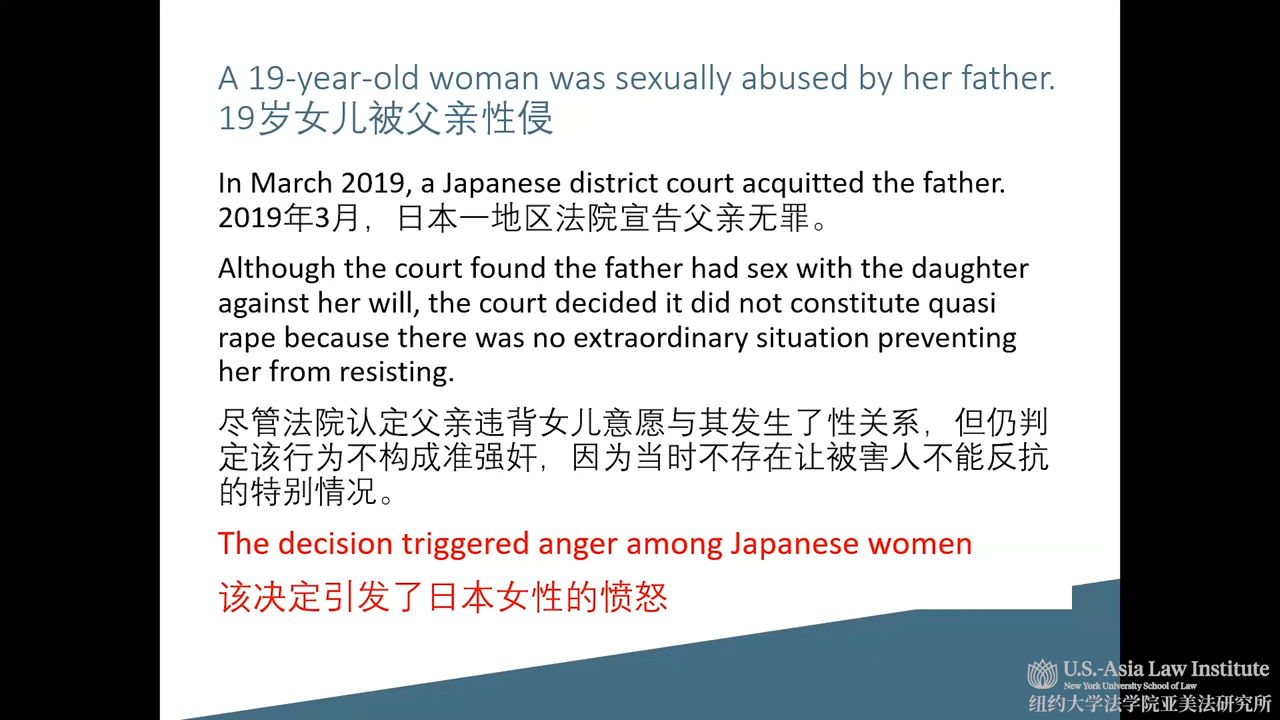 A 19-year-old woman was sexually abused by her father.
19岁女儿被父亲性侵
In March 2019, a Japanese district court acquitted the father.
2019年3月，日本一地区法院宣告父亲无罪。
Although the court found the father had sex with the daughter
against her will, the court decided it did not constitute quasi
rape because there was no extraordinary situation preventing
her from resisting.
尽管法院认定父亲违背女儿意愿与其发生了性关系，但仍判
定该行为不构成准强奸，因为当时不存在让被害人不能反抗
的特别情况。
The decision triggered anger among Japanese women
该决定引发了日本女性的愤怒
U.S.-Asia Law Institute
New York University School of Law
纽约大学法学院亚美法研究所